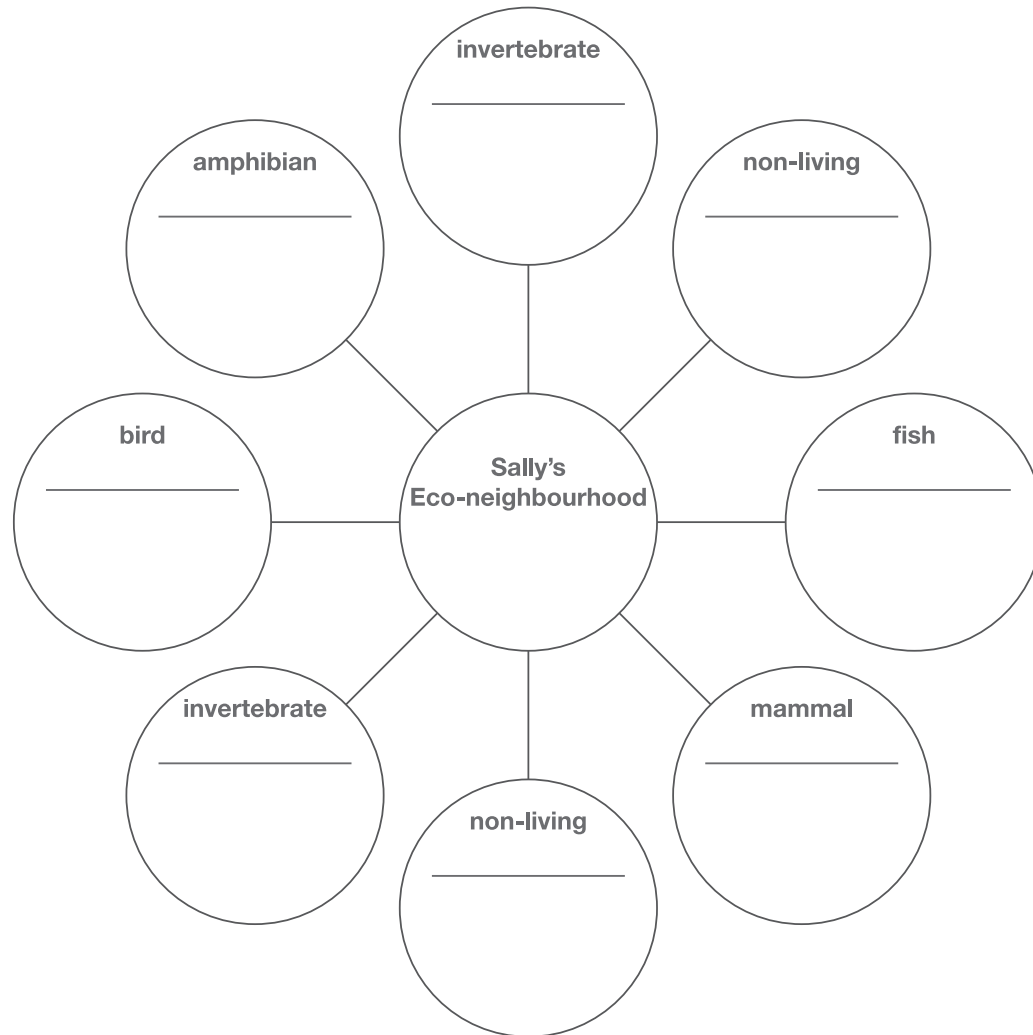 invertebrate
amphibian
non-living
bird
Sally’s
Eco-neighbourhood
fish
invertebrate
mammal
non-living